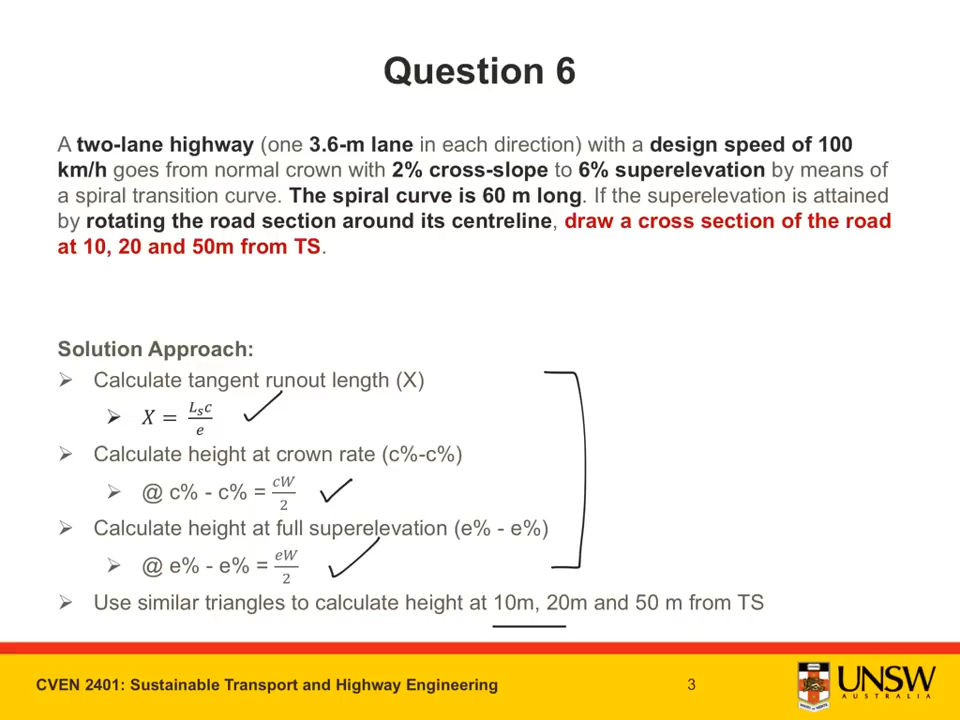 Question 6
A two-lane highway (one 3.6-m lane in each direction) with a design speed of 100
km/h goes from normal crown with 2% cross-slope to 6% superelevation by means of
a spiral transition curve. The spiral curve is 60 m long. If the superelevation is attained
by rotating the road section around its centreline, draw a cross section of the road
at 10, 20 and 50m from TS.
Solution Approach:
➢ Calculate tangent runout length (X)
➢ X = Lₛc/e
➢ Calculate height at crown rate (c%-c%)
➢ @ c% - c% = cW/2
➢ Calculate height at full superelevation (e% - e%)
➢ @ e% - e% = eW/2
➢ Use similar triangles to calculate height at 10m, 20m and 50 m from TS
CVEN 2401: Sustainable Transport and Highway Engineering
3
UNSW
AUSTRALIA